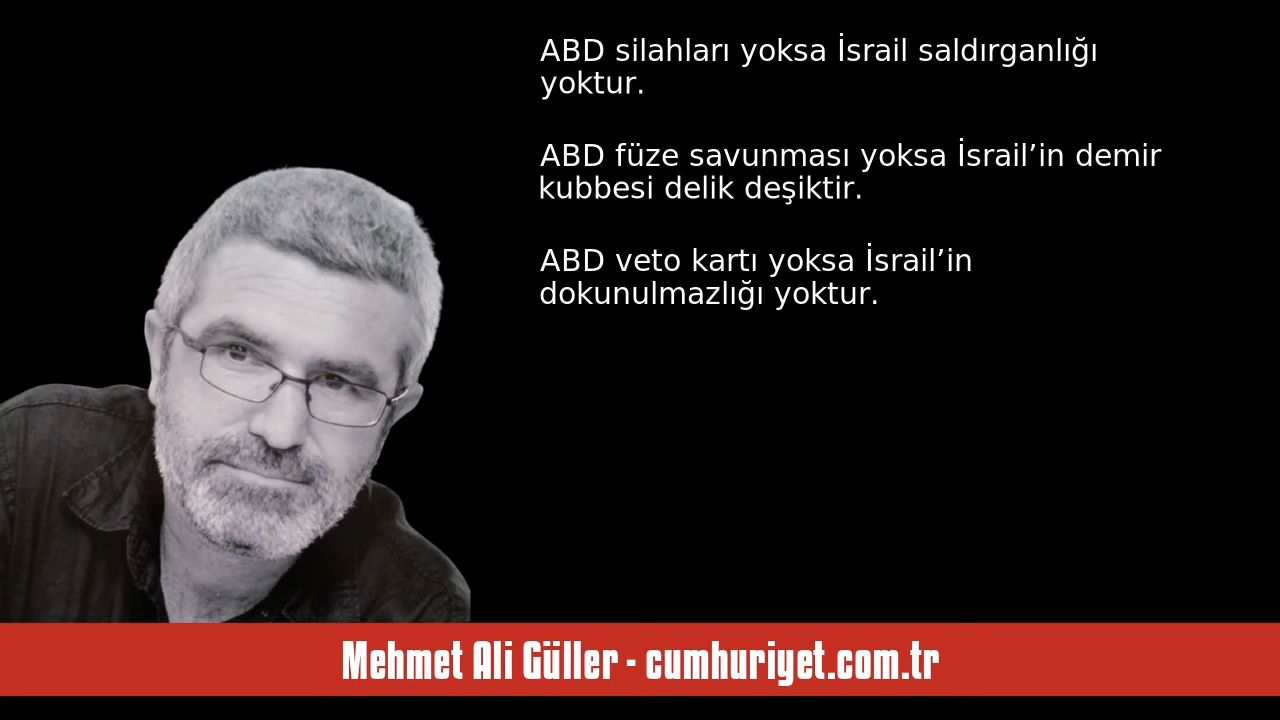 ABD silahları yoksa İsrail saldırganlığı
yoktur.
ABD füze savunması yoksa İsrail’in demir
kubbesi delik deşiktir.
ABD veto kartı yoksa İsrail’in
dokunulmazlığı yoktur.
Mehmet Ali Güller - cumhuriyet.com.tr